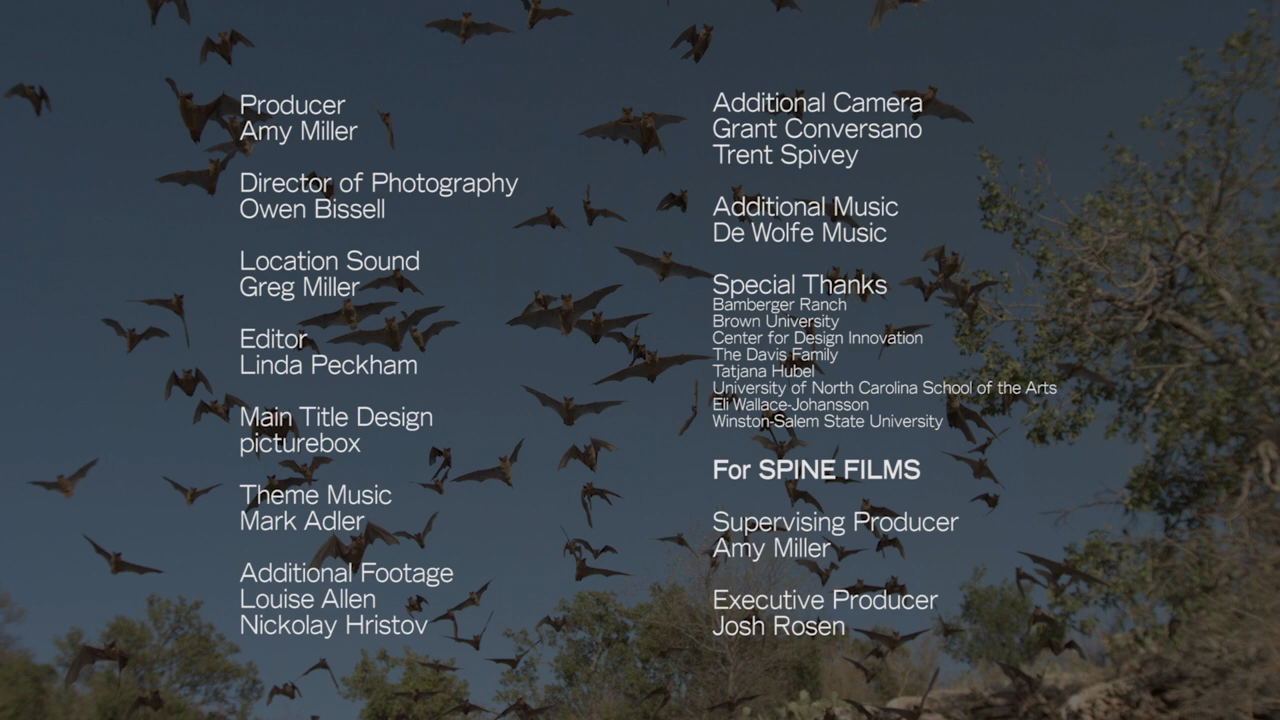 Producer
Amy Miller
Director of Photography
Owen Bissell
Location Sound
Greg Miller
Editor
Linda Peckham
Main Title Design
picturebox
Theme Music
Mark Adler
Additional Footage
Louise Allen
Nickolay Hristov
Additional Camera
Grant Conversano
Trent Spivey
Additional Music
De Wolfe Music
Special Thanks
Bamberger Ranch
Brown University
Center for Design Innovation
The Davis Family
Tatjana Hubel
University of North Carolina School of the Arts
Eli Wallace-Johansson
Winston-Salem State University
For SPINE FILMS
Supervising Producer
Amy Miller
Executive Producer
Josh Rosen